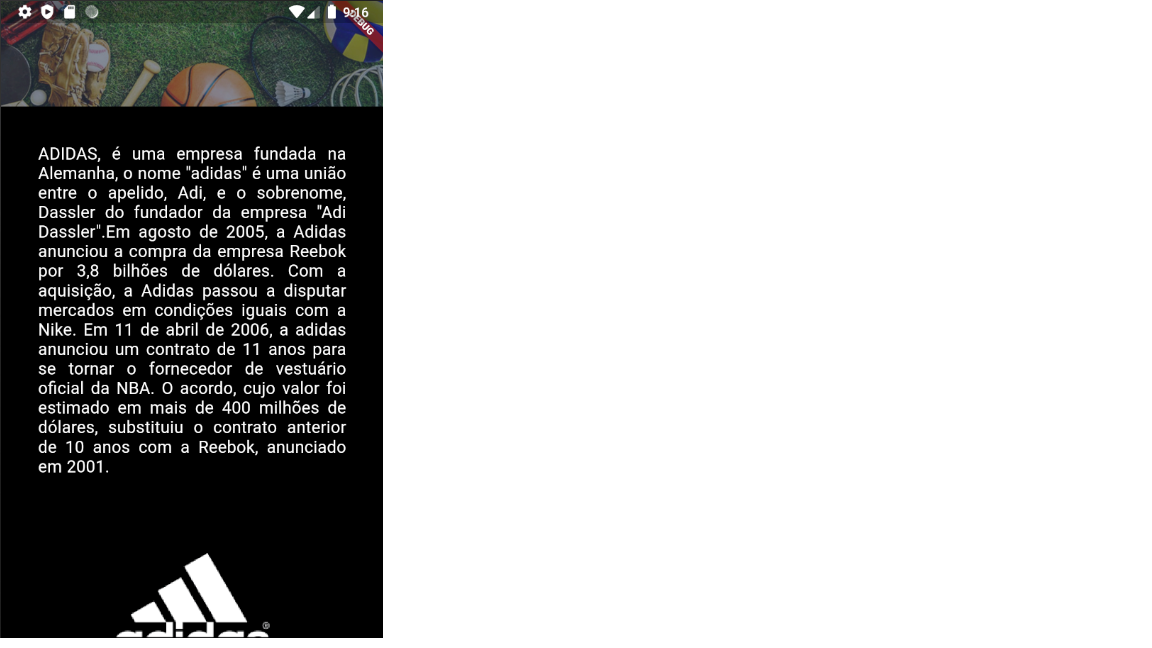 9:16
DEBUG
ADIDAS, é uma empresa fundada na
Alemanha, o nome "adidas" é uma união
entre o apelido, Adi, e o sobrenome,
Dassler do fundador da empresa "Adi
Dassler".Em agosto de 2005, a Adidas
anunciou a compra da empresa Reebok
por 3,8 bilhões de dólares. Com a
aquisição, a Adidas passou a disputar
mercados em condições iguais com a
Nike. Em 11 de abril de 2006, a adidas
anunciou um contrato de 11 anos para
se tornar o fornecedor de vestuário
oficial da NBA. O acordo, cujo valor foi
estimado em mais de 400 milhões de
dólares, substituiu o contrato anterior
de 10 anos com a Reebok, anunciado
em 2001.
adidas®